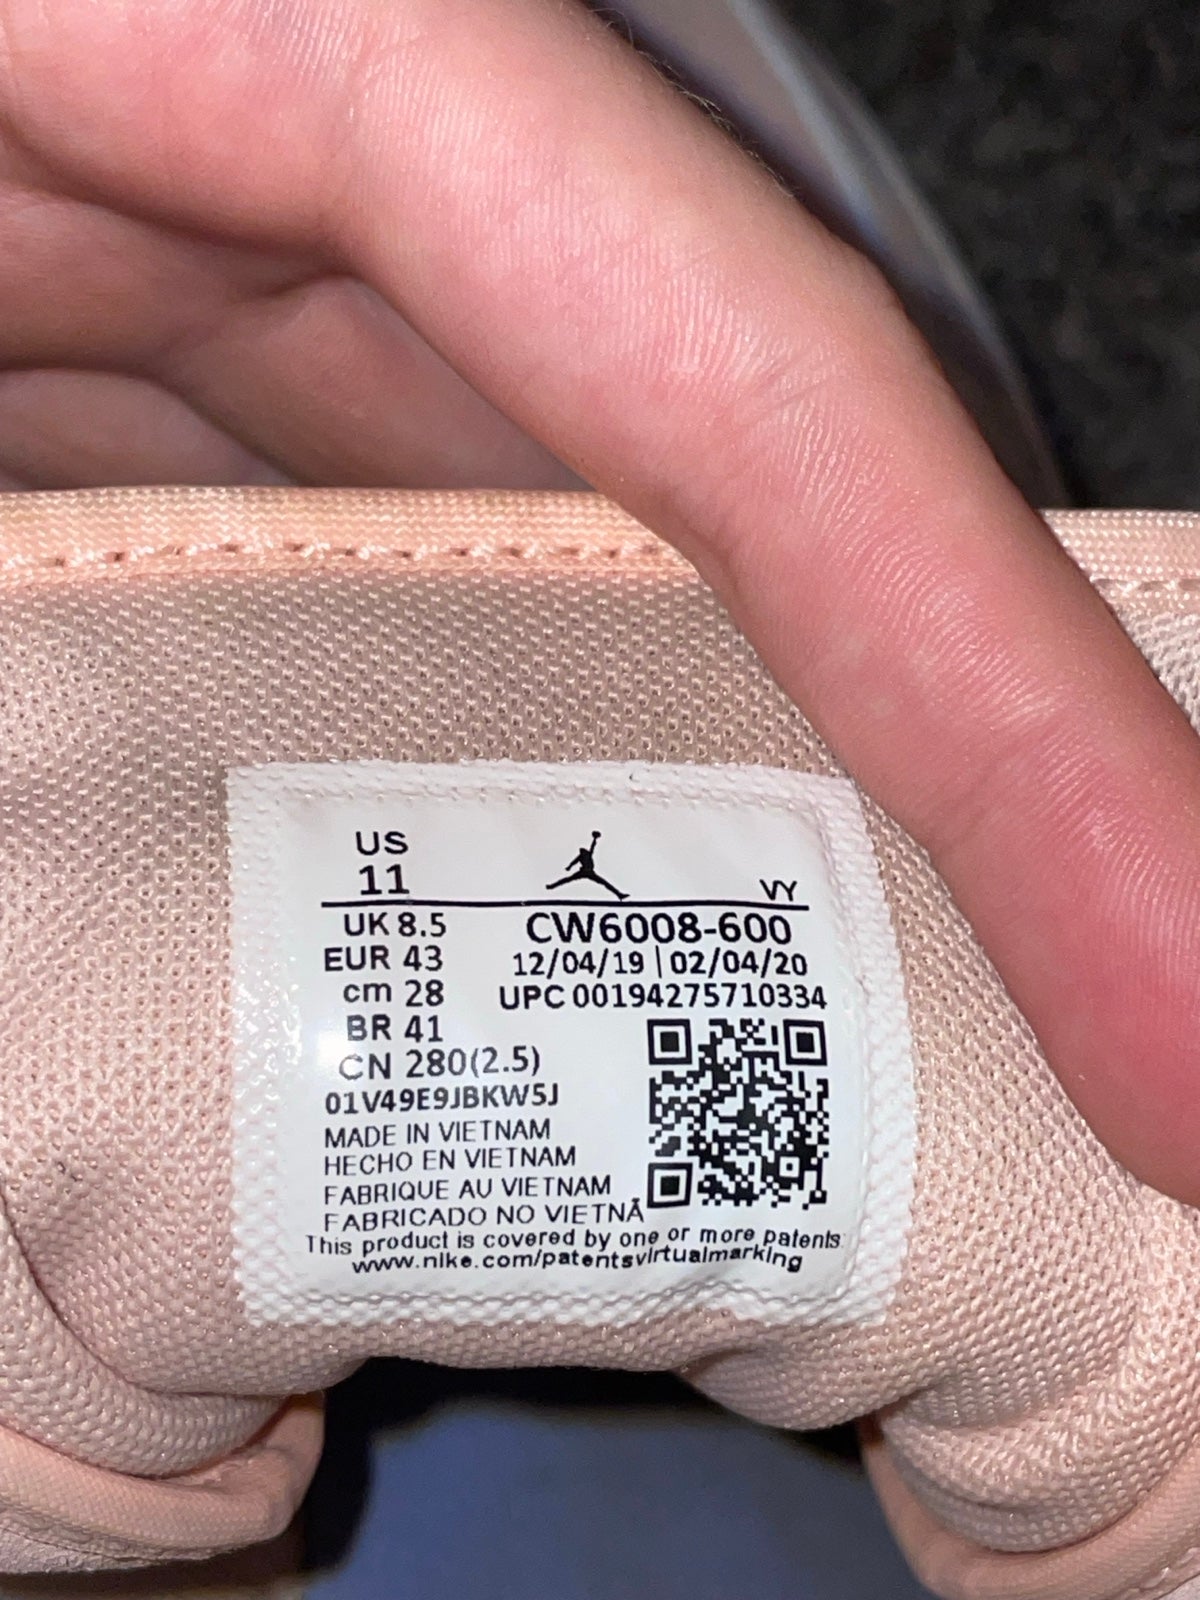 US
11
VY
UK 8.5
CW6008-600
EUR 43
12/04/19 | 02/04/20
cm 28
UPC 00194275710334
BR 41
CN 280(2.5)
01V49E9JBKW5J
MADE IN VIETNAM
HECHO EN VIETNAM
FABRIQUE AU VIETNAM
FABRICADO NO VIETNÃ
This product is covered by one or more patents:
www.nike.com/patentsvirtualmarking